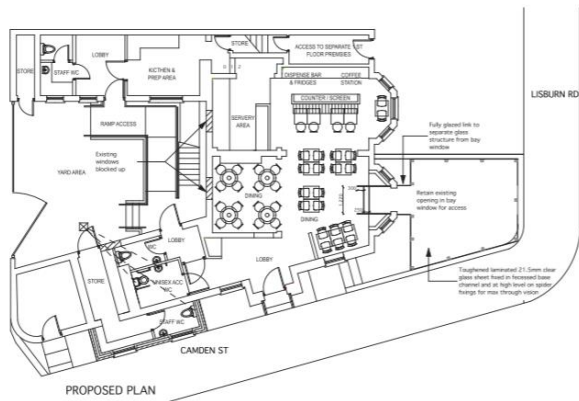 STORE
STAFF WC
LOBBY
KICTHEN &
PREP AREA
STORE
ACCESS TO SEPARATE 1ST
FLOOR PREMSIES
DISPENSE BAR
& FRIDGES
COFFEE
STATION
LISBURN RD
COUNTER / SCREEN
RAMP ACCESS
SERVERY
AREA
Fully glazed link to
separate glass
structure from bay
window
Existing
windows
blocked up
YARD AREA
DINING
Retain existing
opening in bay
window for access
DINING
LOBBY
WC
LOBBY
STORE
UNISEX ACC
WC
Toughened laminated 21.5mm clear
glass sheet fixed in frecessed base
channel and at high level on spider
fixings for max through vision
STAFF WC
CAMDEN ST
PROPOSED PLAN